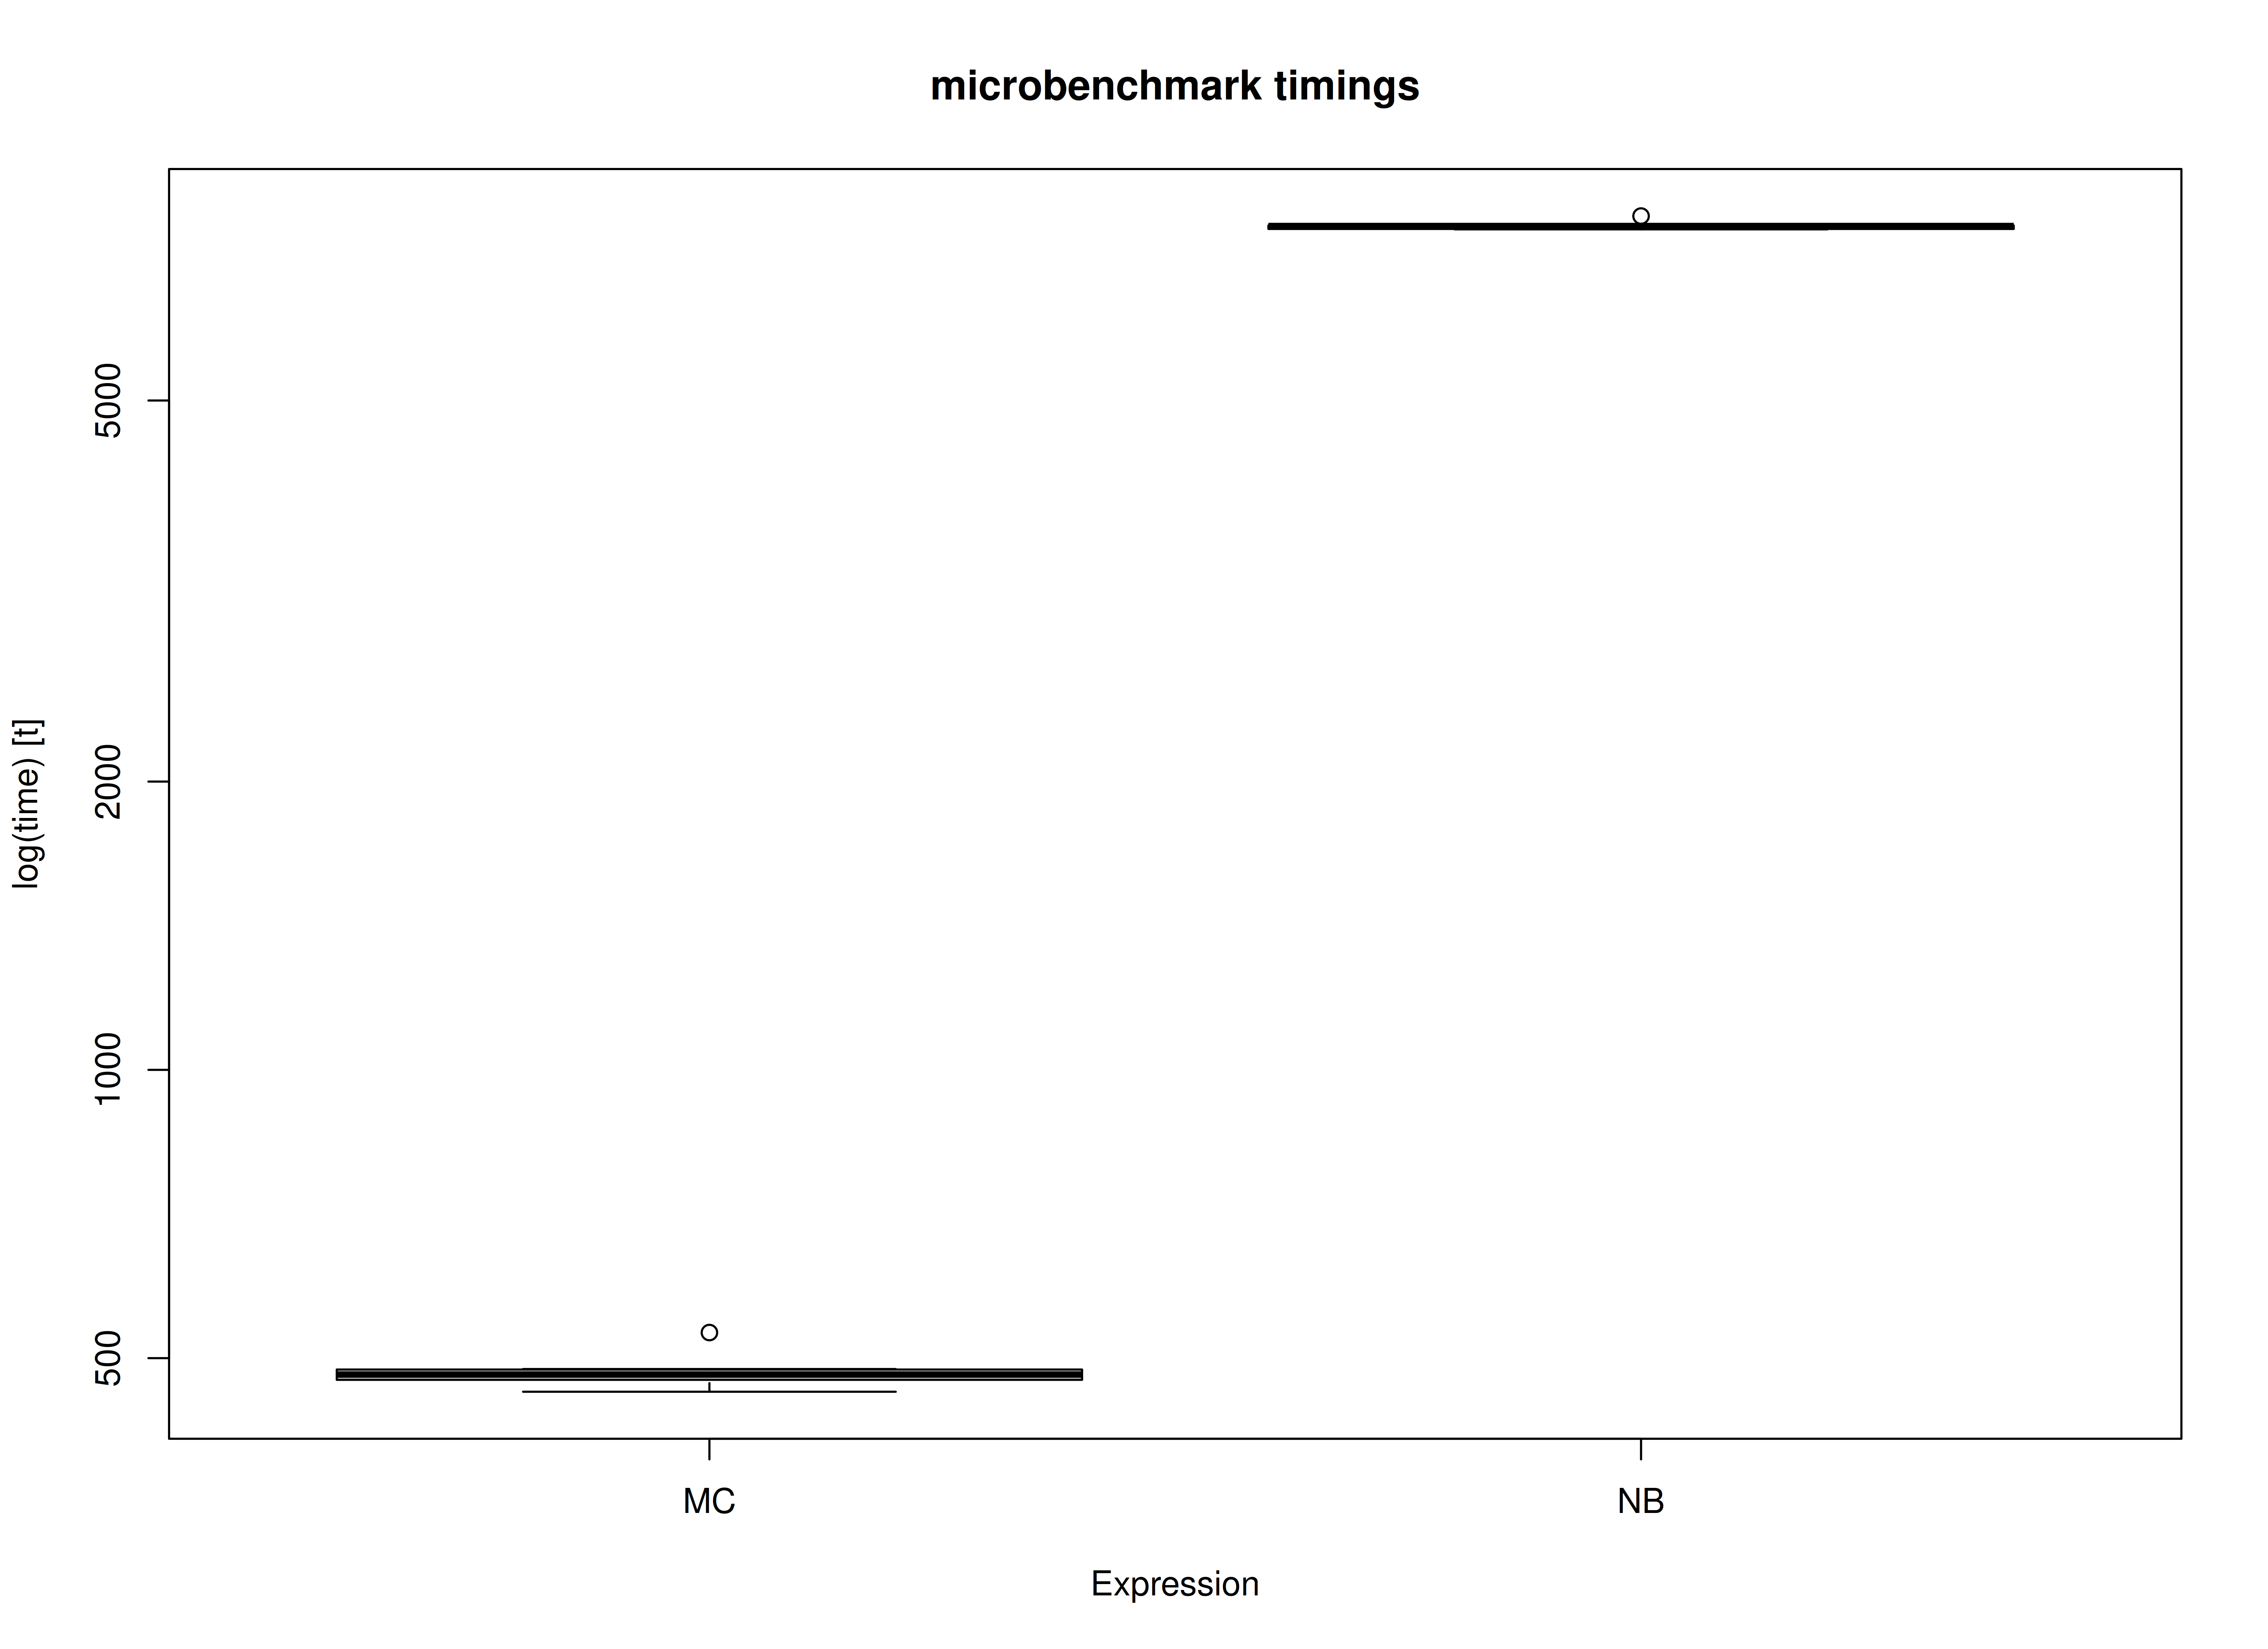 microbenchmark timings
log(time) [t]
5000
2000
1000
500
MC
NB
Expression